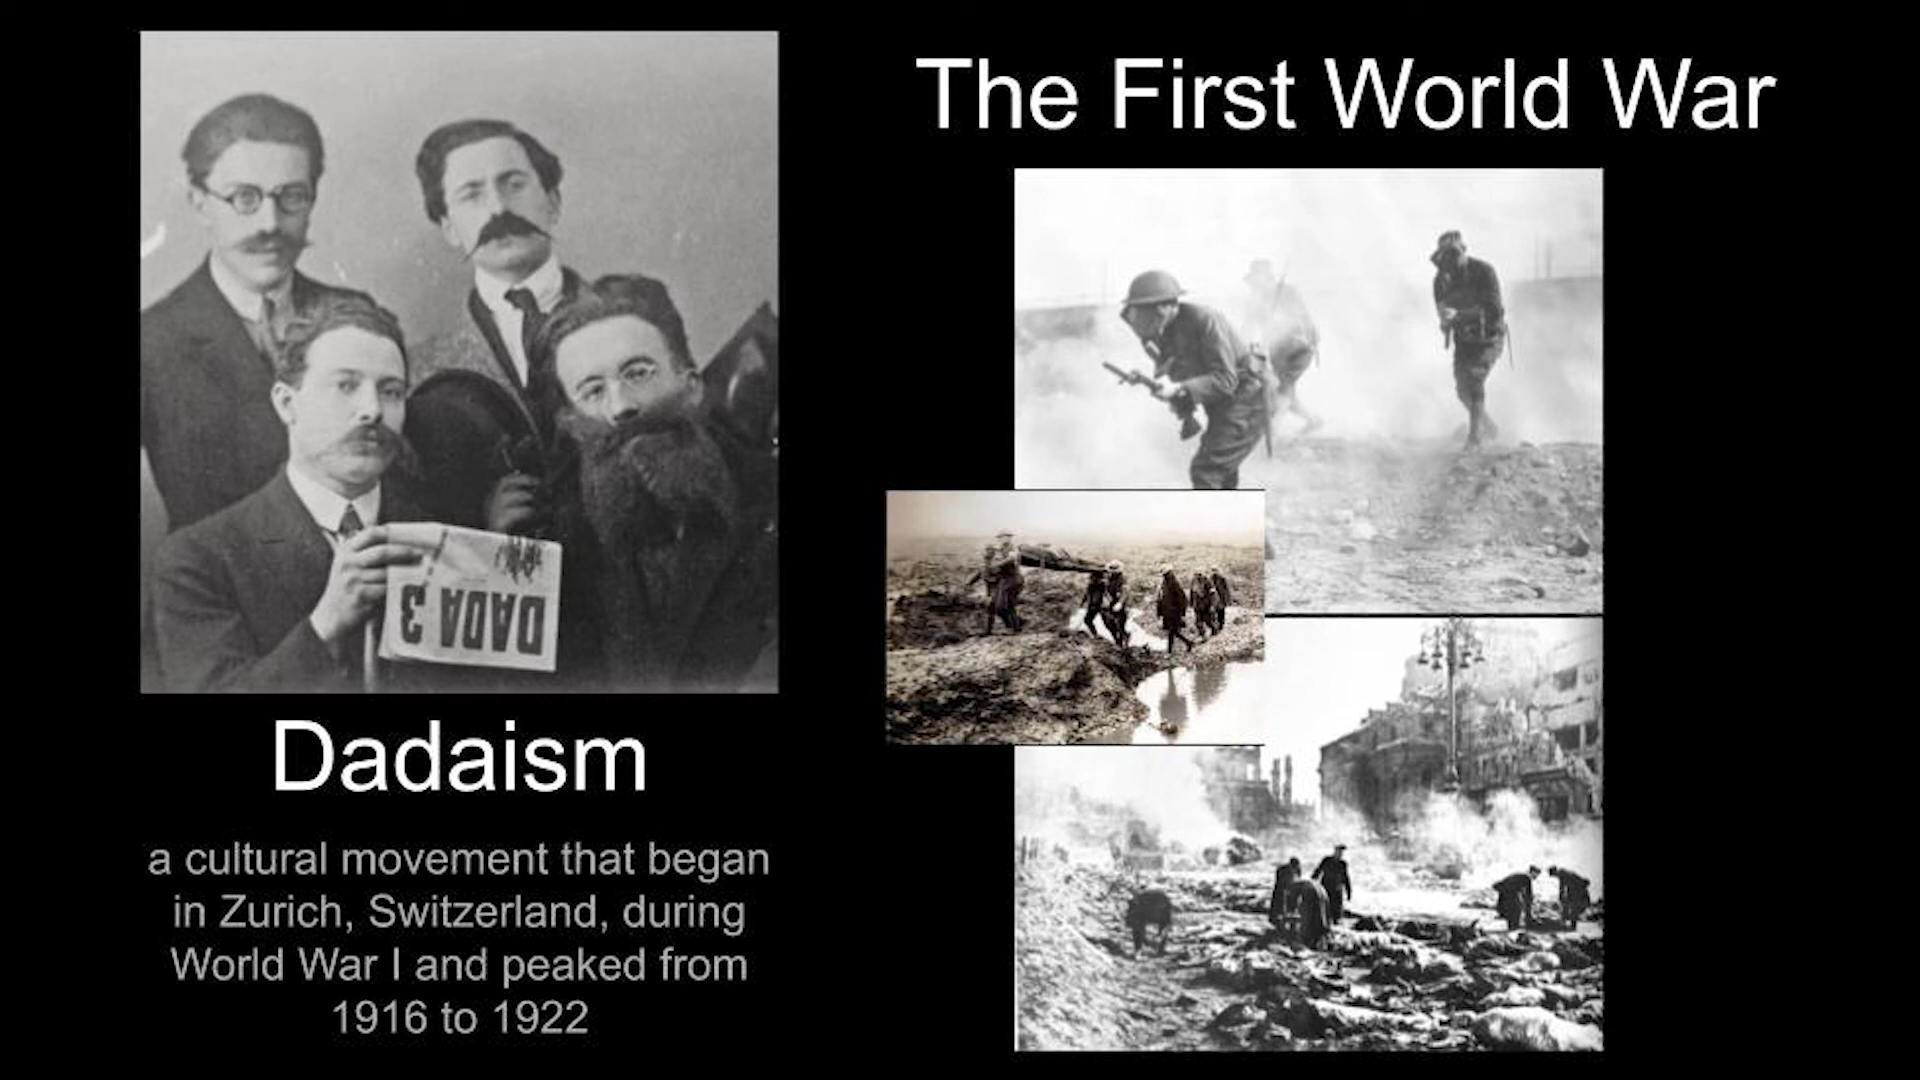 The First World War
DADA 3
Dadaism
a cultural movement that began
in Zurich, Switzerland, during
World War I and peaked from
1916 to 1922